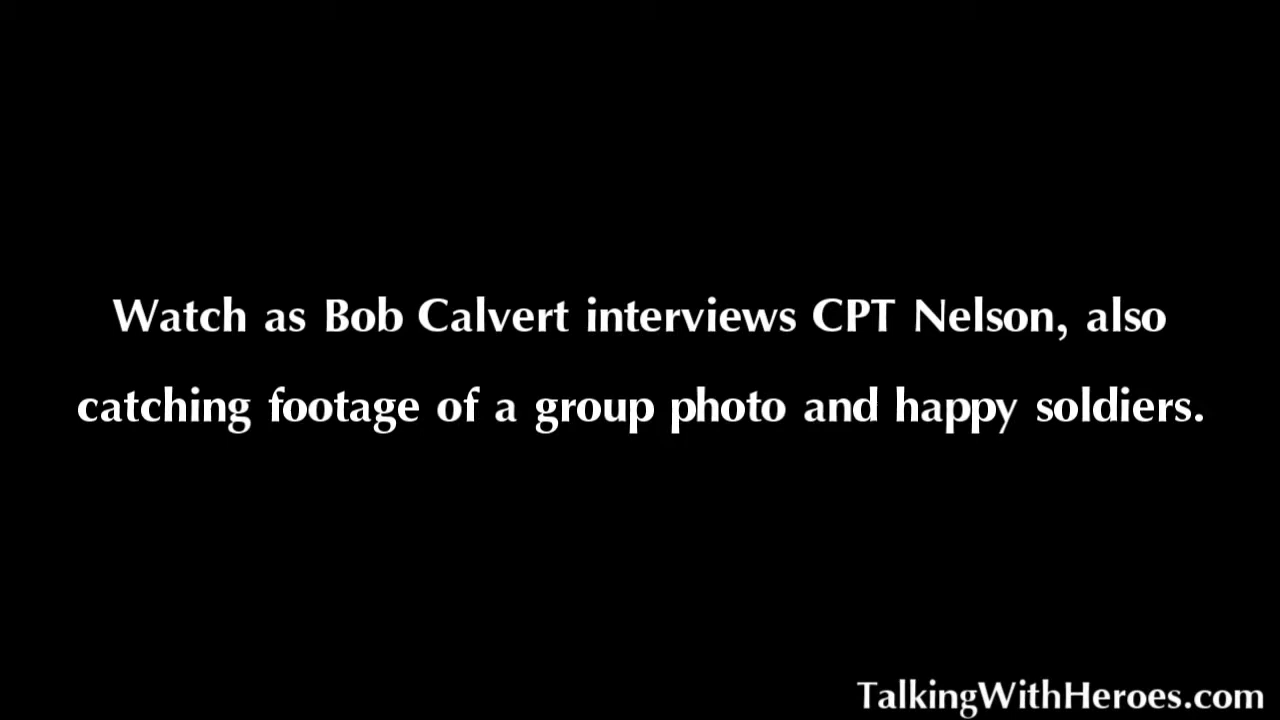 Watch as Bob Calvert interviews CPT Nelson, also
catching footage of a group photo and happy soldiers.
TalkingWithHeroes.com